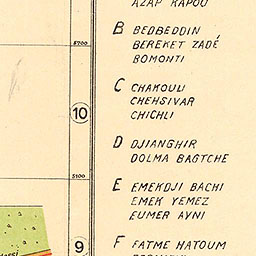 AZAP KAPOU
B BEDBEDDIN
BEREKET ZADÉ
BOMONTI
5200
C CHAKOULI
CHEHSIVAR
CHICHLI
10
D DJIANGHIR
DOLMA BAGTCHE
5100
E EMEKDJI BACHI
EMEK YEMEZ
EUMER AYNI
9
F FATME HATOUM